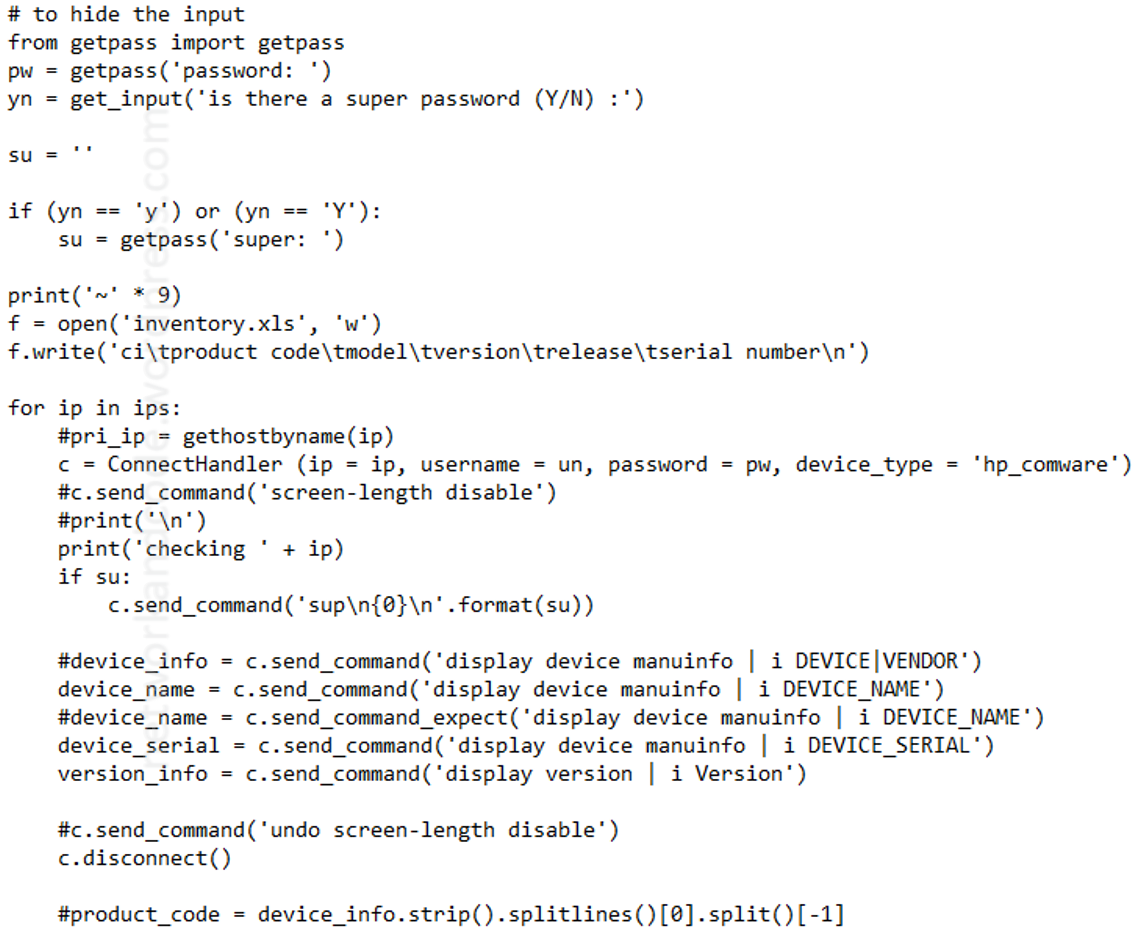 # to hide the input
from getpass import getpass
pw = getpass('password: ')
yn = get_input('is there a super password (Y/N) :')

su = ''

if (yn == 'y') or (yn == 'Y'):
    su = getpass('super: ')

print('~' * 9)
f = open('inventory.xls', 'w')
f.write('ci\tproduct code\tmodel\tversion\trelease\tserial number\n')

for ip in ips:
    #pri_ip = gethostbyname(ip)
    c = ConnectHandler (ip = ip, username = un, password = pw, device_type = 'hp_comware')
    #c.send_command('screen-length disable')
    #print('\n')
    print('checking ' + ip)
    if su:
        c.send_command('sup\n{0}\n'.format(su))

    #device_info = c.send_command('display device manuinfo | i DEVICE|VENDOR')
    device_name = c.send_command('display device manuinfo | i DEVICE_NAME')
    #device_name = c.send_command_expect('display device manuinfo | i DEVICE_NAME')
    device_serial = c.send_command('display device manuinfo | i DEVICE_SERIAL')
    version_info = c.send_command('display version | i Version')

    #c.send_command('undo screen-length disable')
    c.disconnect()

    #product_code = device_info.strip().splitlines()[0].split()[-1]